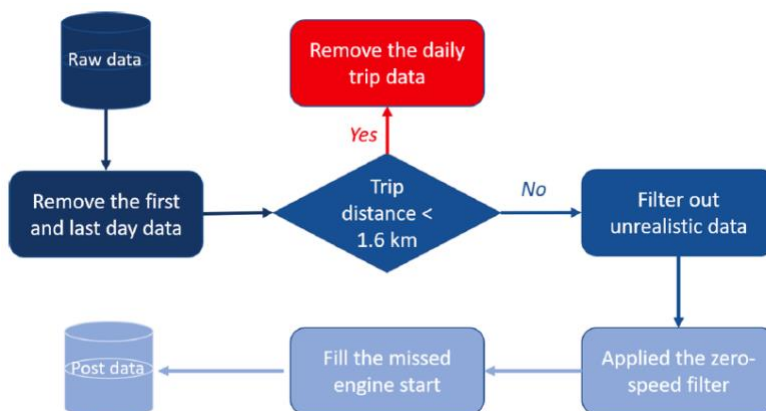 Raw data
Remove the daily
trip data
Yes
Remove the first
and last day data
Trip
distance <
1.6 km
No
Filter out
unrealistic data
Post data
Fill the missed
engine start
Applied the zero-
speed filter